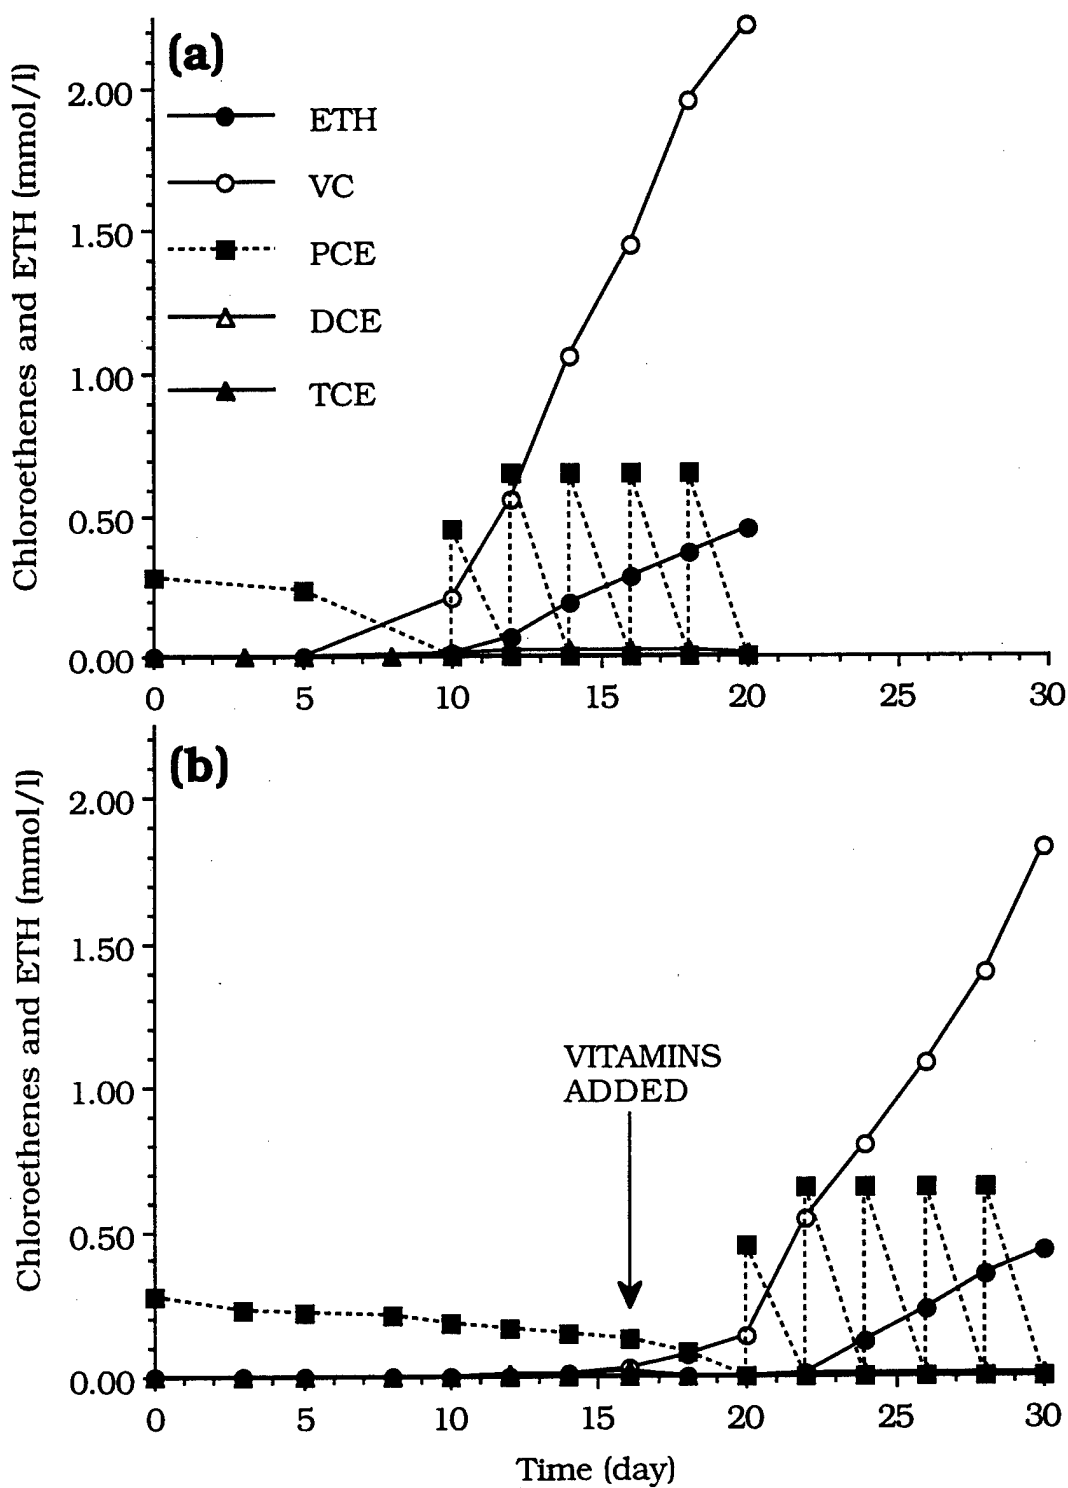 (a)
Chloroethenes and ETH (mmol/l)
2.00
1.50
1.00
0.50
0.00
ETH
VC
PCE
DCE
TCE
0 5 10 15 20 25 30
(b)
Chloroethenes and ETH (mmol/l)
2.00
1.50
1.00
0.50
0.00
VITAMINS
ADDED
0 5 10 15 20 25 30
Time (day)